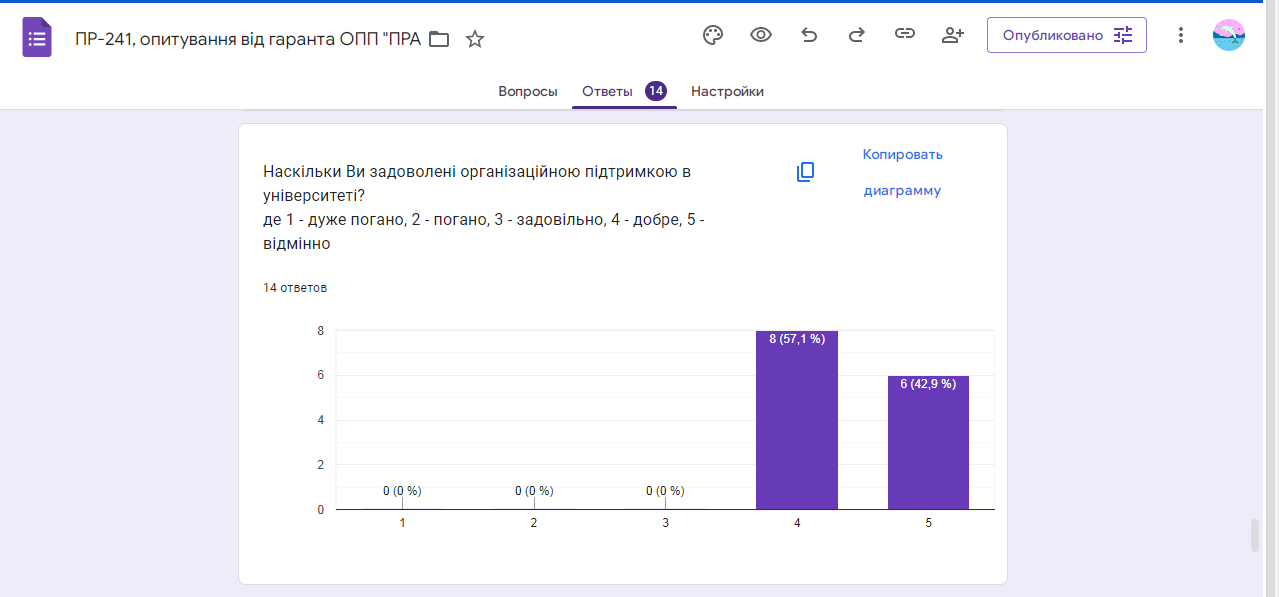 ПР-241, опитування від гаранта ОПП "ПРА
Опубликовано
Вопросы
Ответы 14
Настройки
Наскільки Ви задоволені організаційною підтримкою в
університеті?
де 1 - дуже погано, 2 - погано, 3 - задовільно, 4 - добре, 5 -
відмінно
Копировать
диаграмму
14 ответов
8
6
4
2
0
0 (0 %)
0 (0 %)
0 (0 %)
8 (57,1 %)
6 (42,9 %)
1
2
3
4
5